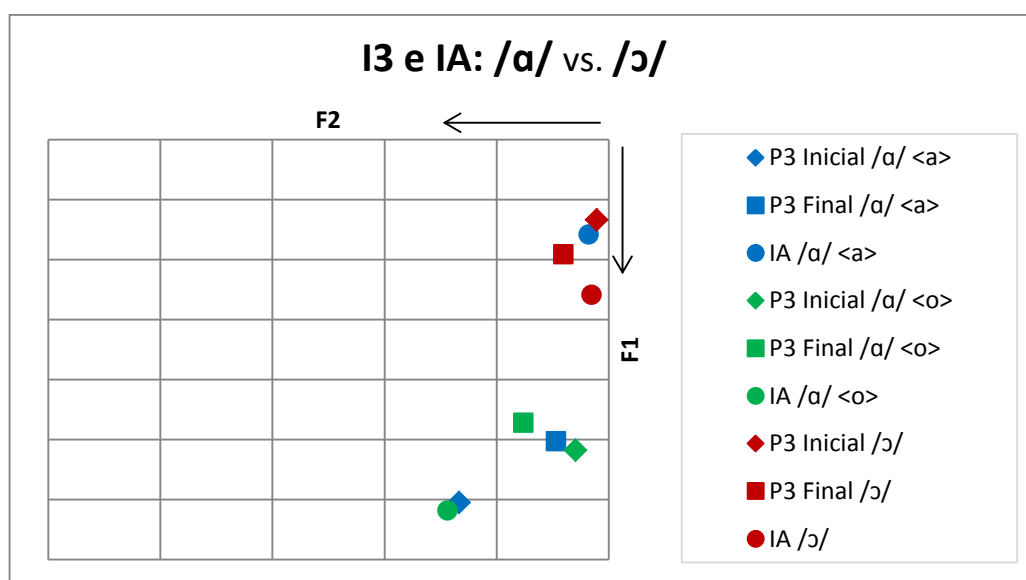 I3 e IA: /ɑ/ vs. /ɔ/
F2
F1
P3 Inicial /ɑ/ <a>
P3 Final /ɑ/ <a>
IA /ɑ/ <a>
P3 Inicial /ɑ/ <o>
P3 Final /ɑ/ <o>
IA /ɑ/ <o>
P3 Inicial /ɔ/
P3 Final /ɔ/
IA /ɔ/